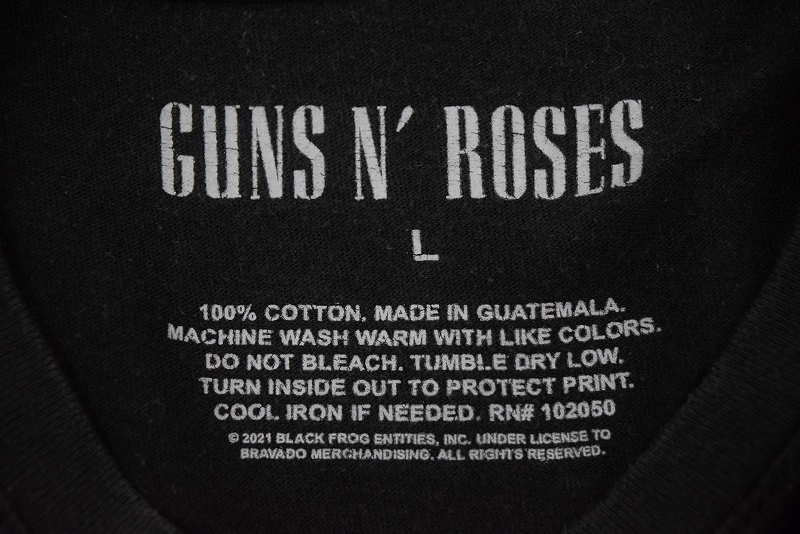 GUNS N' ROSES
L
100% COTTON. MADE IN GUATEMALA.
MACHINE WASH WARM WITH LIKE COLORS.
DO NOT BLEACH. TUMBLE DRY LOW.
TURN INSIDE OUT TO PROTECT PRINT.
COOL IRON IF NEEDED. RN# 102050
© 2021 BLACK FROG ENTITIES, INC. UNDER LICENSE TO
BRAVADO MERCHANDISING. ALL RIGHTS RESERVED.